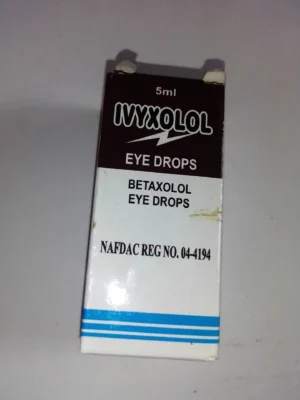 5ml
IVYXOLOL
EYE DROPS
BETAXOLOL
EYE DROPS
NAFDAC REG NO. 04-4194